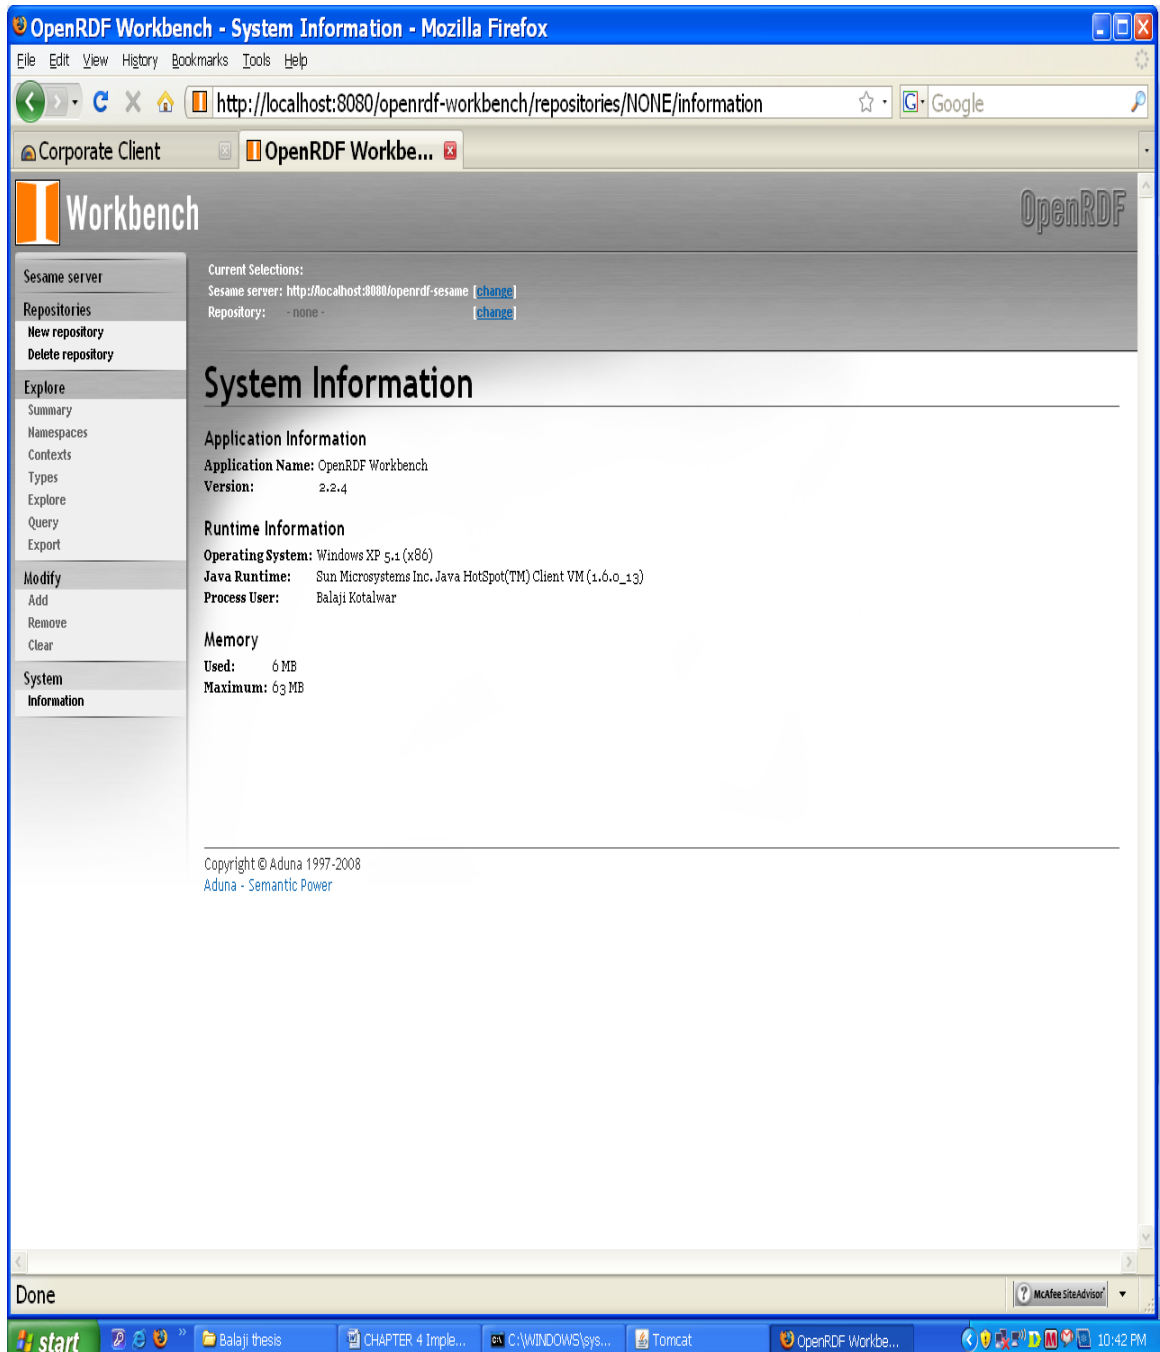 OpenRDF Workbench - System Information - Mozilla Firefox
File Edit View History Bookmarks Tools Help
http://localhost:8080/openrdf-workbench/repositories/NONE/information
G Google
Corporate Client
OpenRDF Workbe...
Workbench
OpenRDF
Sesame server
Repositories
New repository
Delete repository
Explore
Summary
Namespaces
Contexts
Types
Explore
Query
Export
Modify
Add
Remove
Clear
System
Information
Current Selections:
Sesame server: http://localhost:8080/openrdf-sesame [change]
Repository: - none - [change]
System Information
Application Information
Application Name: OpenRDF Workbench
Version: 2.2.4
Runtime Information
Operating System: Windows XP 5.1 (x86)
Java Runtime: Sun Microsystems Inc. Java HotSpot(TM) Client VM (1.6.0_13)
Process User: Balaji Kotalwar
Memory
Used: 6 MB
Maximum: 63 MB
Copyright © Aduna 1997-2008
Aduna - Semantic Power
Done
McAfee SiteAdvisor
start
Balaji thesis
CHAPTER 4 Imple...
C:\WINDOWS\sys...
Tomcat
OpenRDF Workbe...
10:42 PM